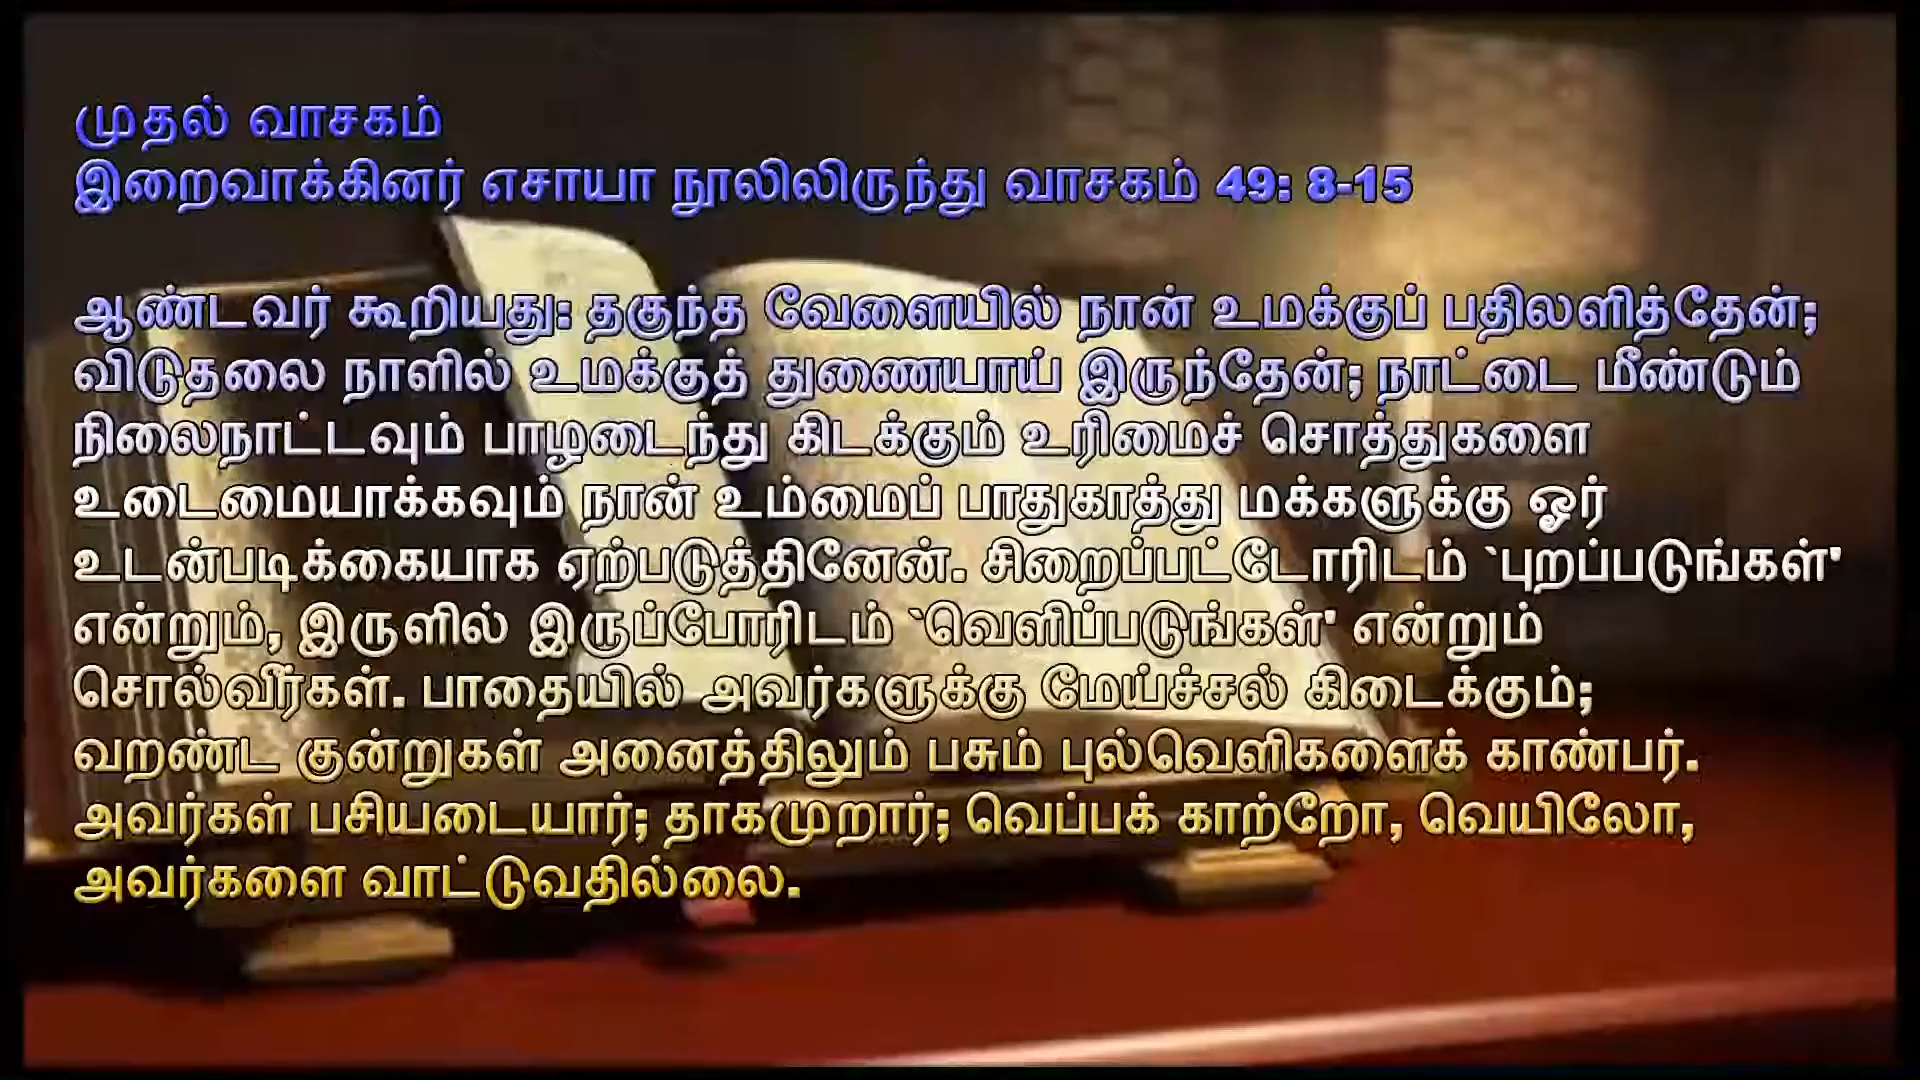 முதல் வாசகம்
இறைவாக்கினர் எசாயா நூலிலிருந்து வாசகம் 49: 8-15
ஆண்டவர் கூறியது: தகுந்த வேளையில் நான் உமக்குப் பதிலளித்தேன்;
விடுதலை நாளில் உமக்குத் துணையாய் இருந்தேன்; நாட்டை மீண்டும்
நிலைநாட்டவும் பாழடைந்து கிடக்கும் உரிமைச் சொத்துகளை
உடைமையாக்கவும் நான் உம்மைப் பாதுகாத்து மக்களுக்கு ஓர்
உடன்படிக்கையாக ஏற்படுத்தினேன். சிறைப்பட்டோரிடம் `புறப்படுங்கள்'
என்றும், இருளில் இருப்போரிடம் `வெளிப்படுங்கள்' என்றும்
சொல்வீர்கள். பாதையில் அவர்களுக்கு மேய்ச்சல் கிடைக்கும்;
வறண்ட குன்றுகள் அனைத்திலும் பசும் புல்வெளிகளைக் காண்பர்.
அவர்கள் பசியடையார்; தாகமுறார்; வெப்பக் காற்றோ, வெயிலோ,
அவர்களை வாட்டுவதில்லை.